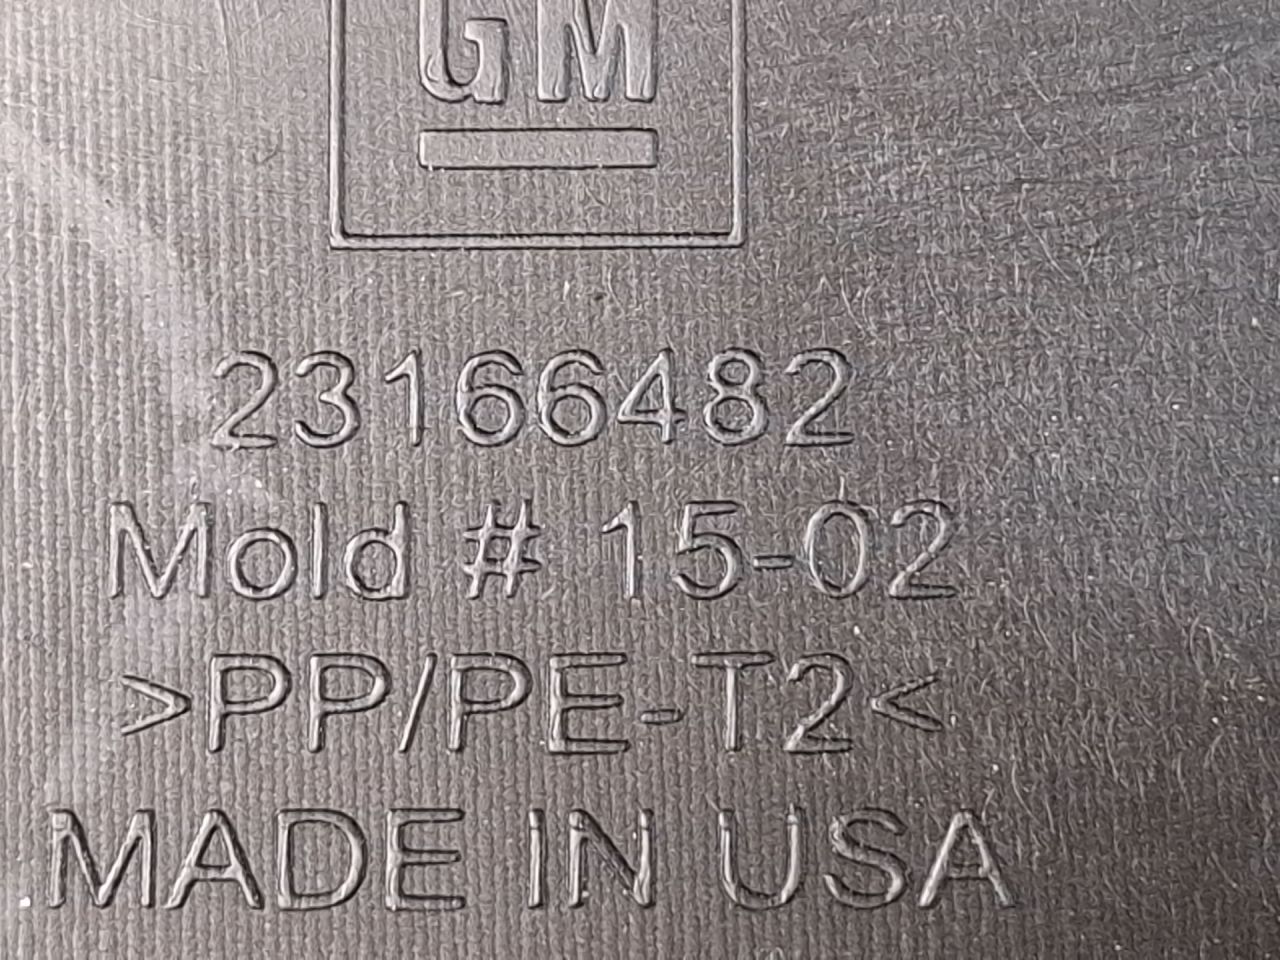 GM
23166482
Mold # 15-02
>PP/PE-T2<
MADE IN USA